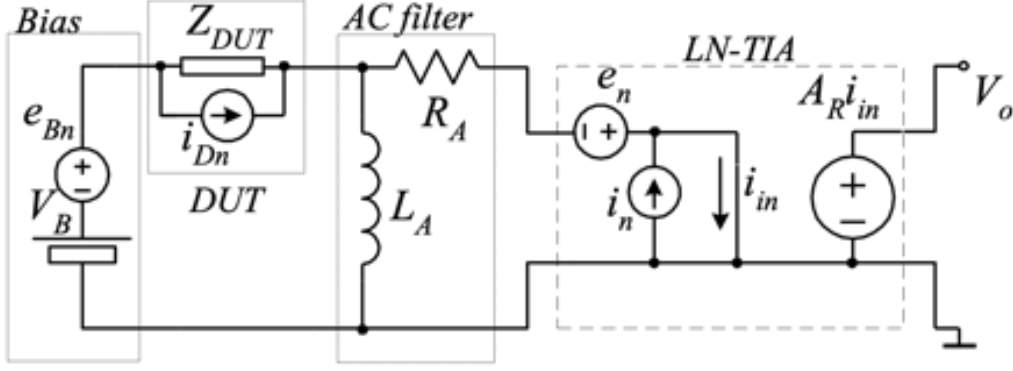 Bias
Z_DUT
AC filter
LN-TIA
e_n
A_R i_in
V_o
e_Bn
R_A
i_Dn
+
−
V_B
DUT
L_A
− +
i_n
i_in
+
−